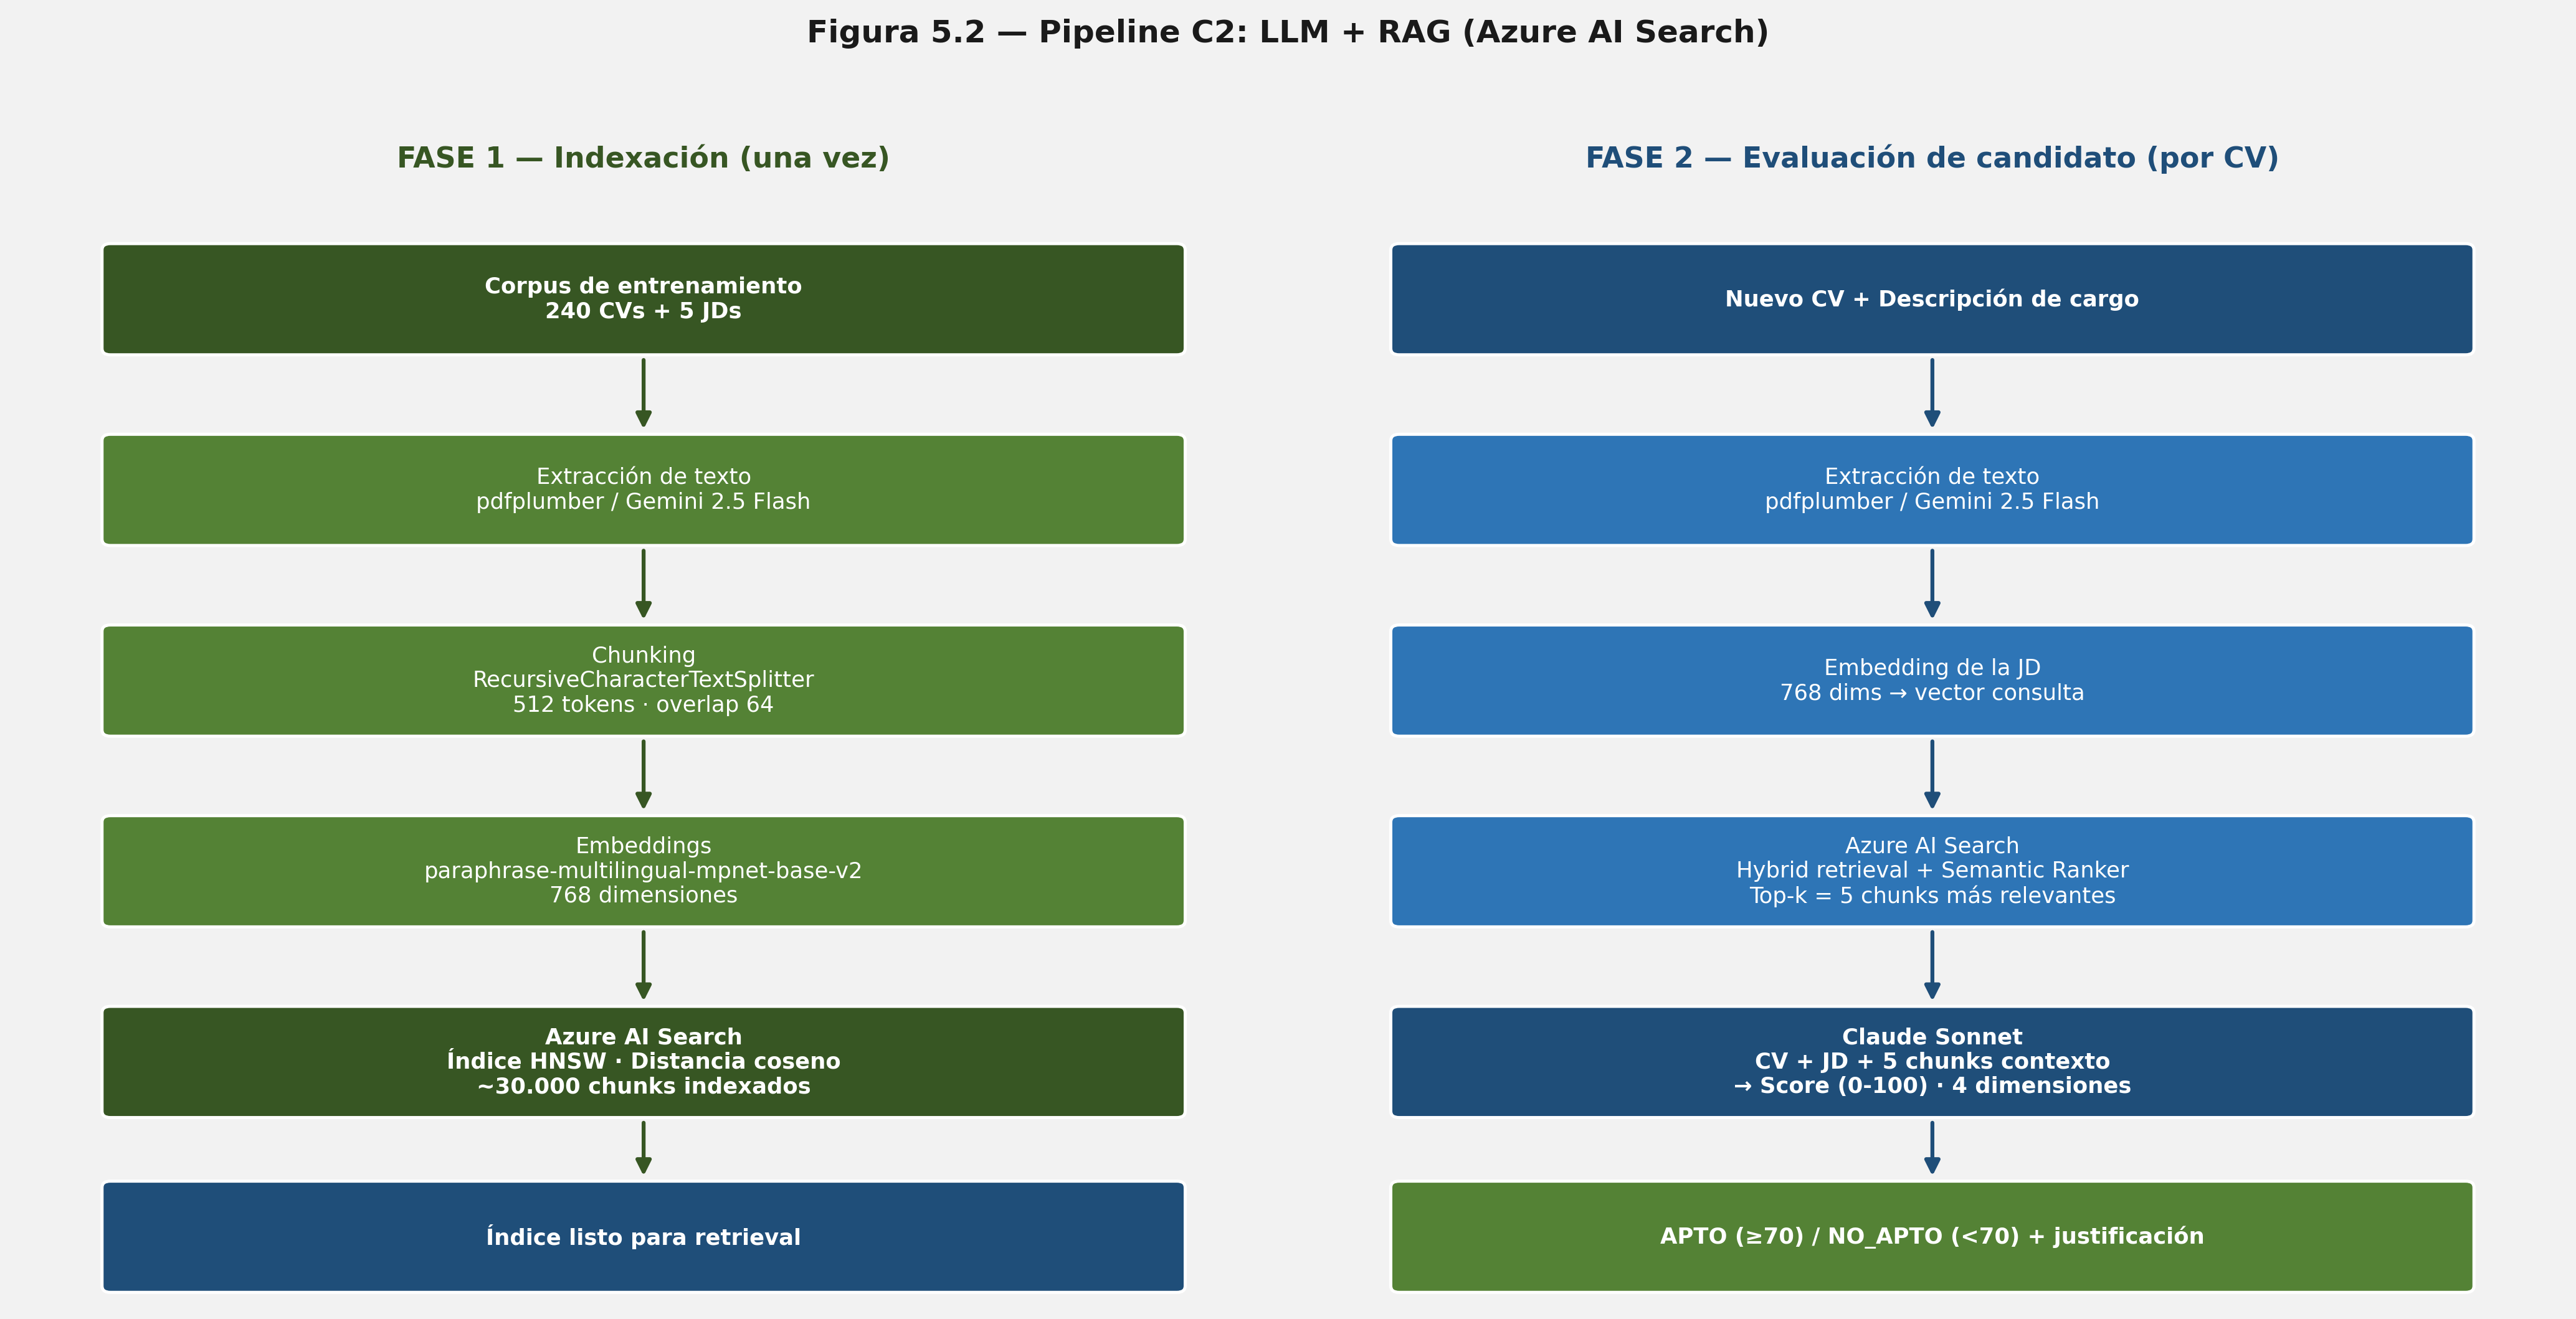 Figura 5.2 — Pipeline C2: LLM + RAG (Azure AI Search)
FASE 1 — Indexación (una vez)
Corpus de entrenamiento
240 CVs + 5 JDs
Extracción de texto
pdfplumber / Gemini 2.5 Flash
Chunking
RecursiveCharacterTextSplitter
512 tokens · overlap 64
Embeddings
paraphrase-multilingual-mpnet-base-v2
768 dimensiones
Azure AI Search
Índice HNSW · Distancia coseno
~30.000 chunks indexados
Índice listo para retrieval
FASE 2 — Evaluación de candidato (por CV)
Nuevo CV + Descripción de cargo
Extracción de texto
pdfplumber / Gemini 2.5 Flash
Embedding de la JD
768 dims → vector consulta
Azure AI Search
Hybrid retrieval + Semantic Ranker
Top-k = 5 chunks más relevantes
Claude Sonnet
CV + JD + 5 chunks contexto
→ Score (0-100) · 4 dimensiones
APTO (≥70) / NO_APTO (<70) + justificación